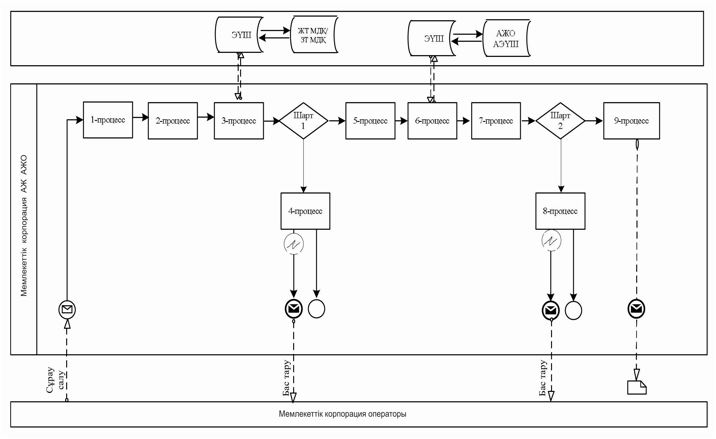 ЭҮШ
ЖТ МДҚ/
ЗТ МДҚ
ЭҮШ
АЖО
АЭҮШ
Мемлекеттік корпорация АЖ АЖО
1-процесс
2-процесс
3-процесс
Шарт
1
5-процесс
6-процесс
7-процесс
Шарт
2
9-процесс
4-процесс
8-процесс
Сұрау
салу
Бас тару
Бас тару
Мемлекеттік корпорация операторы